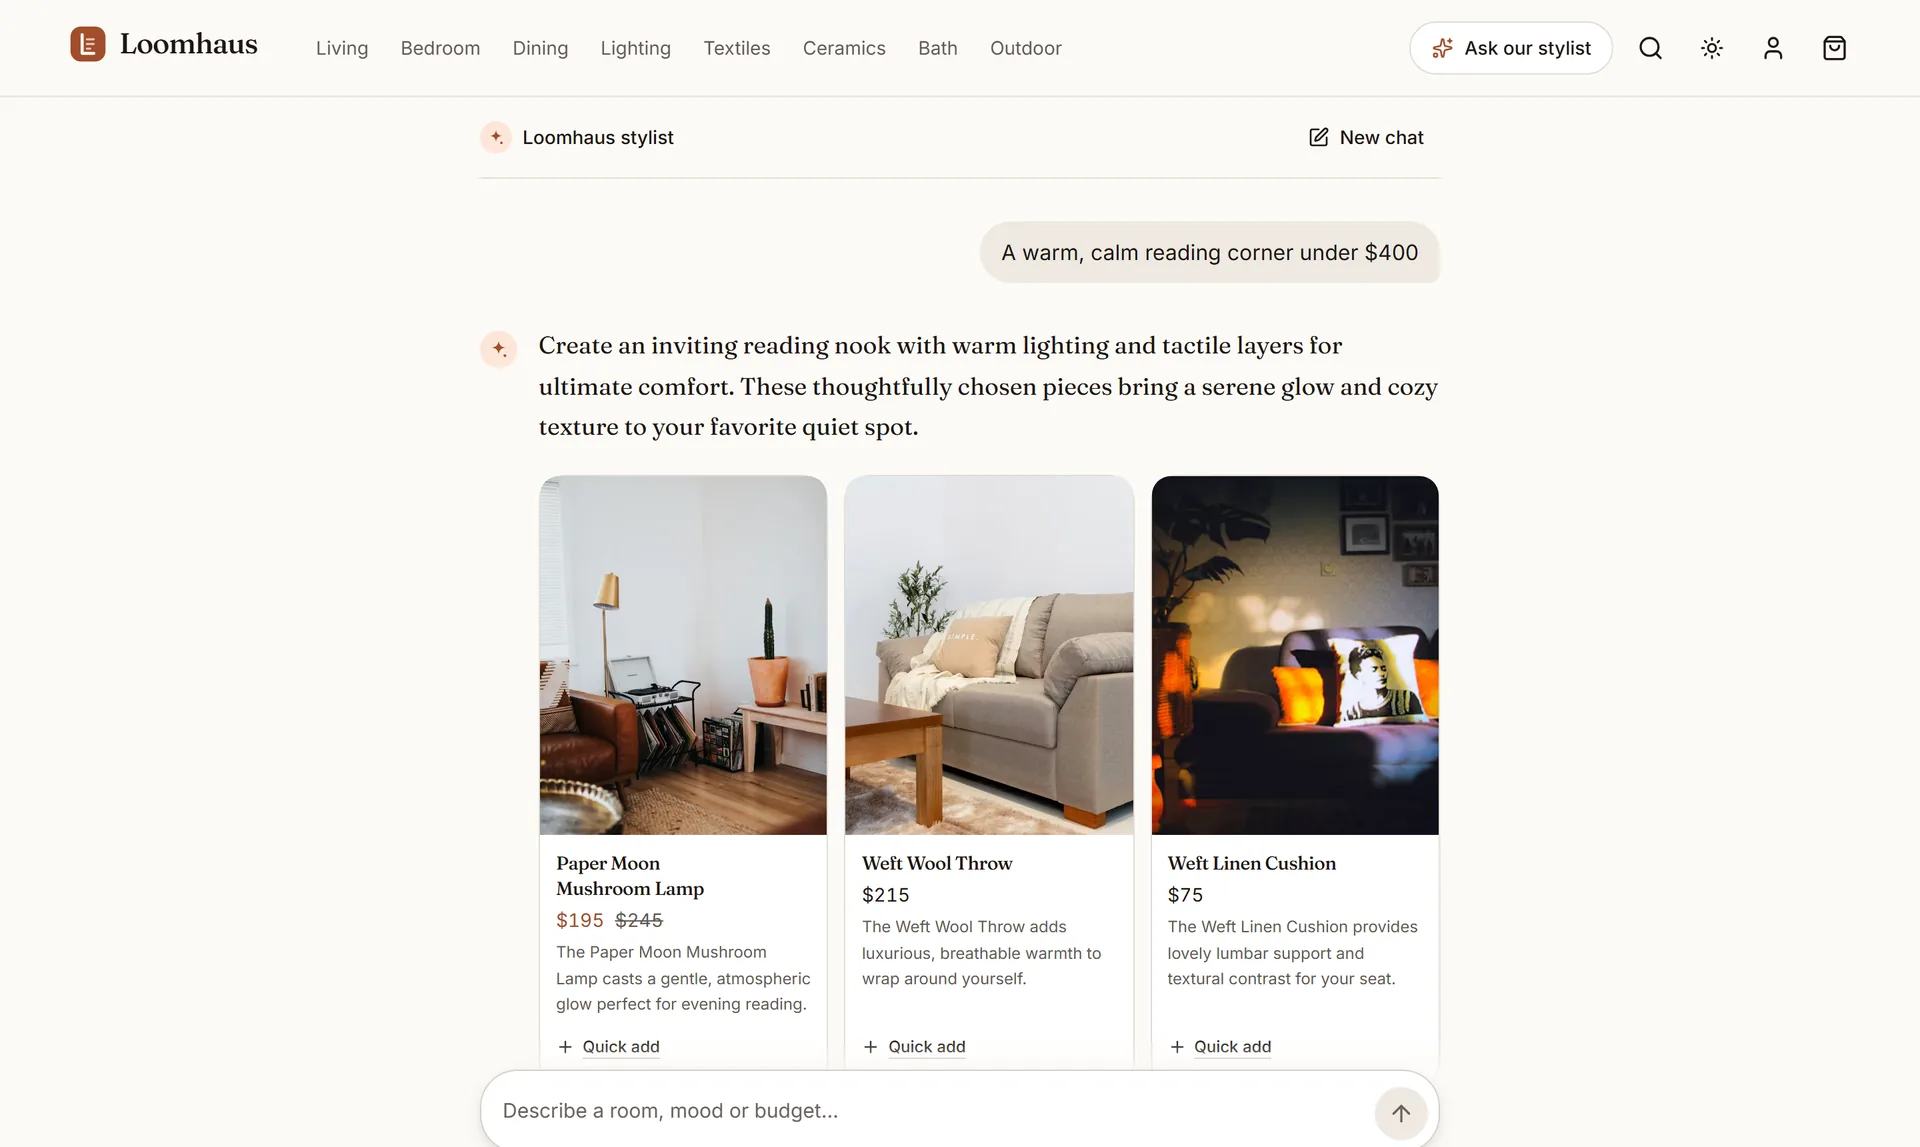 Loomhaus
Living
Bedroom
Dining
Lighting
Textiles
Ceramics
Bath
Outdoor
Ask our stylist
Loomhaus stylist
New chat
A warm, calm reading corner under $400
Create an inviting reading nook with warm lighting and tactile layers for
ultimate comfort. These thoughtfully chosen pieces bring a serene glow and cozy
texture to your favorite quiet spot.
SIMPLE.
Paper Moon
Mushroom Lamp
$195 $245
The Paper Moon Mushroom
Lamp casts a gentle, atmospheric
glow perfect for evening reading.
Quick add
Weft Wool Throw
$215
The Weft Wool Throw adds
luxurious, breathable warmth to
wrap around yourself.
Quick add
Weft Linen Cushion
$75
The Weft Linen Cushion provides
lovely lumbar support and
textural contrast for your seat.
Quick add
Describe a room, mood or budget...